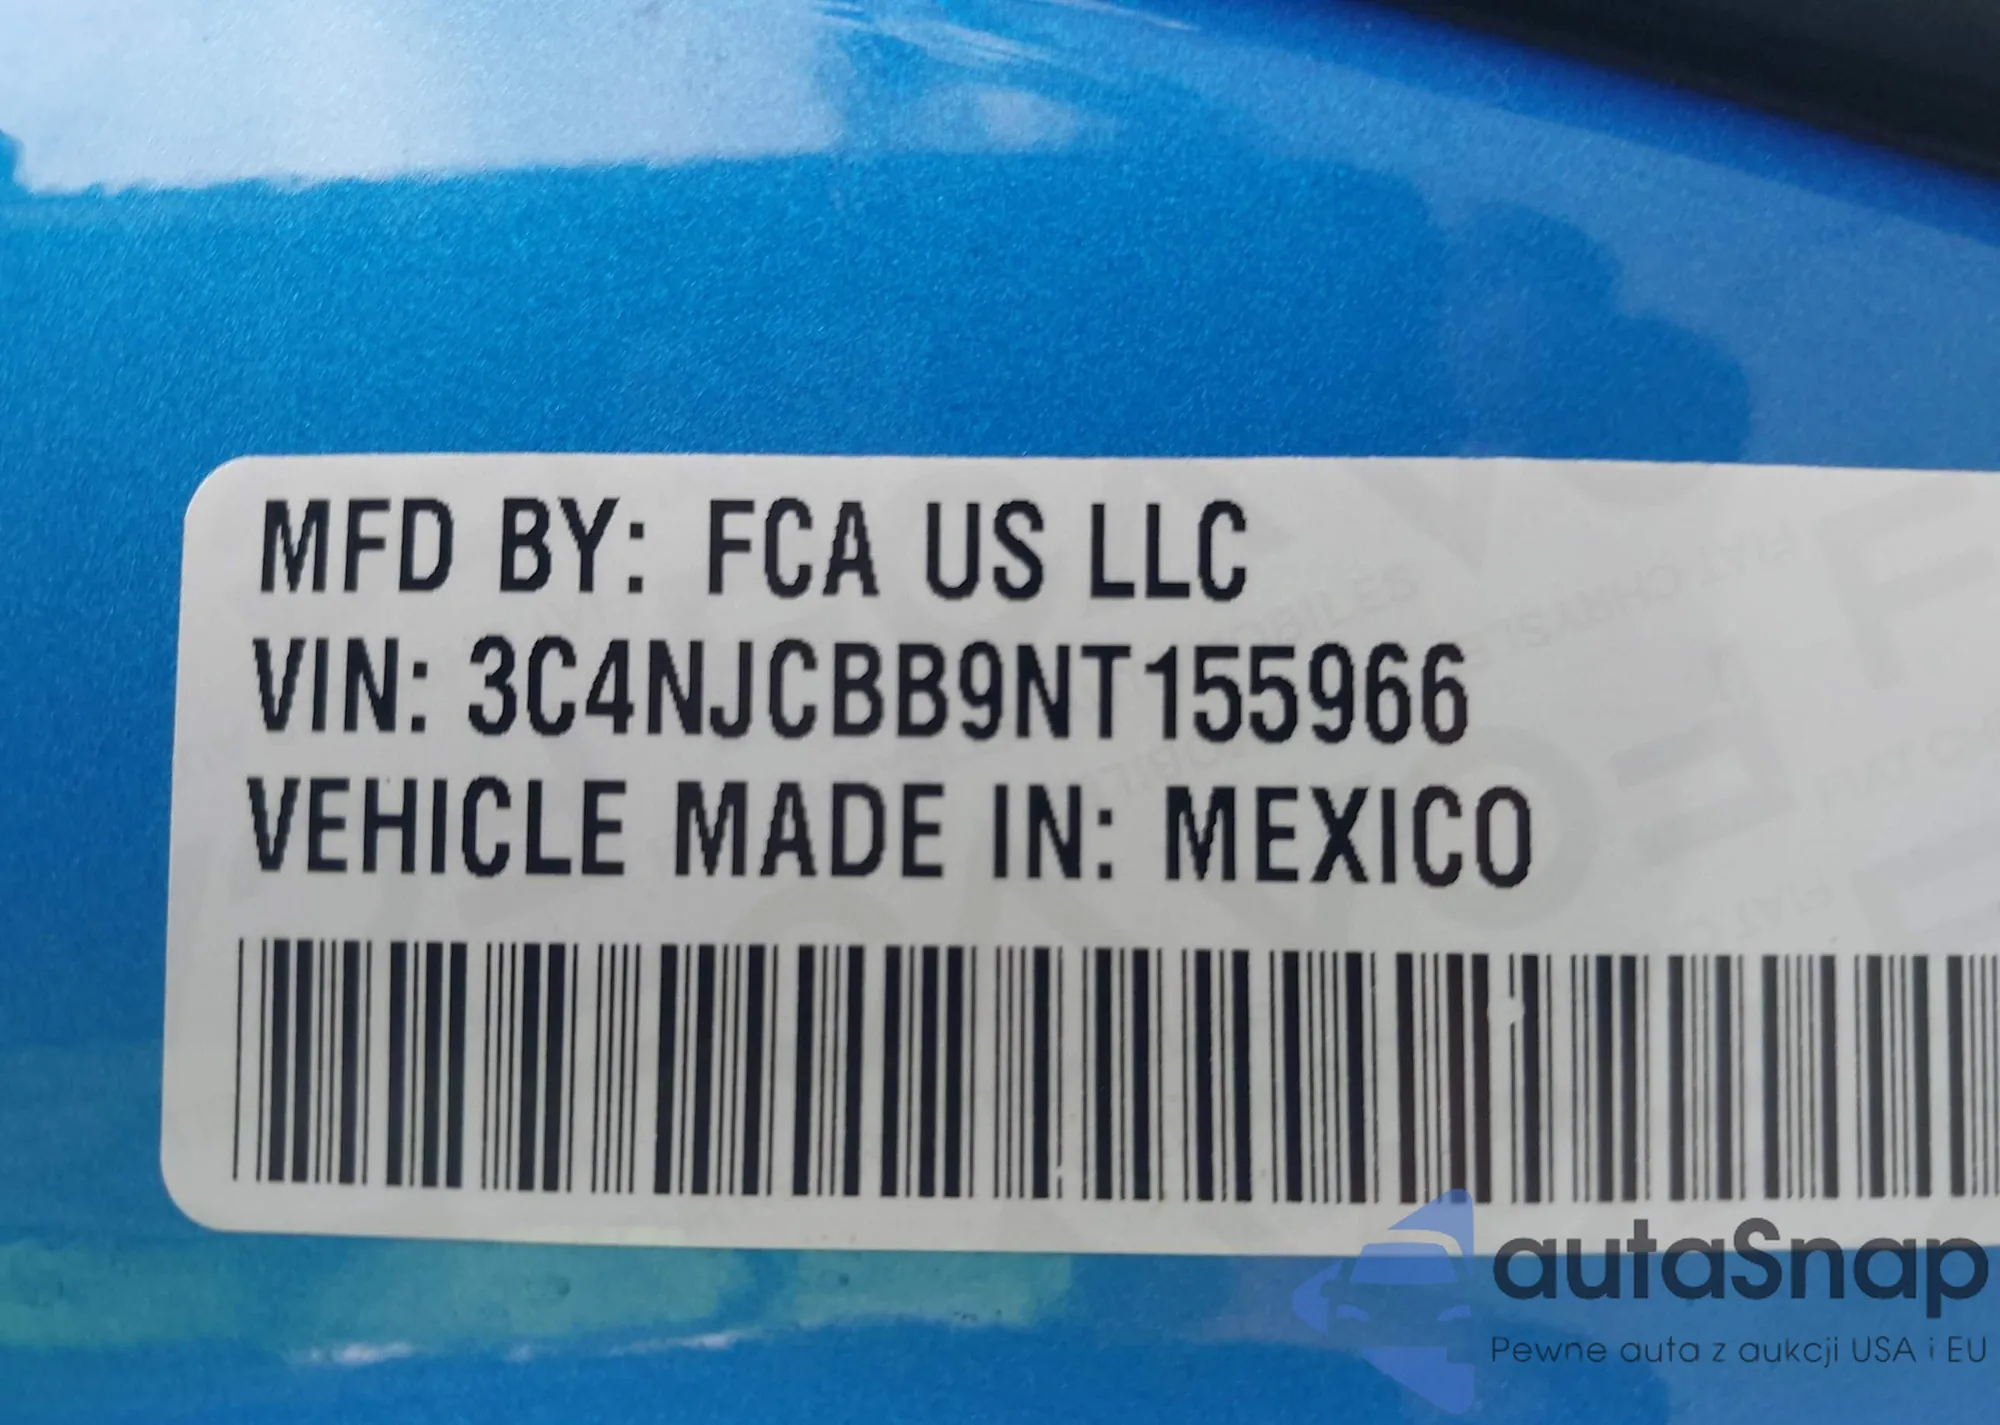 MFD BY: FCA US LLC
VIN: 3C4NJCBB9NT155966
VEHICLE MADE IN: MEXICO
autaSnap
Pewne auta z aukcji USA i EU